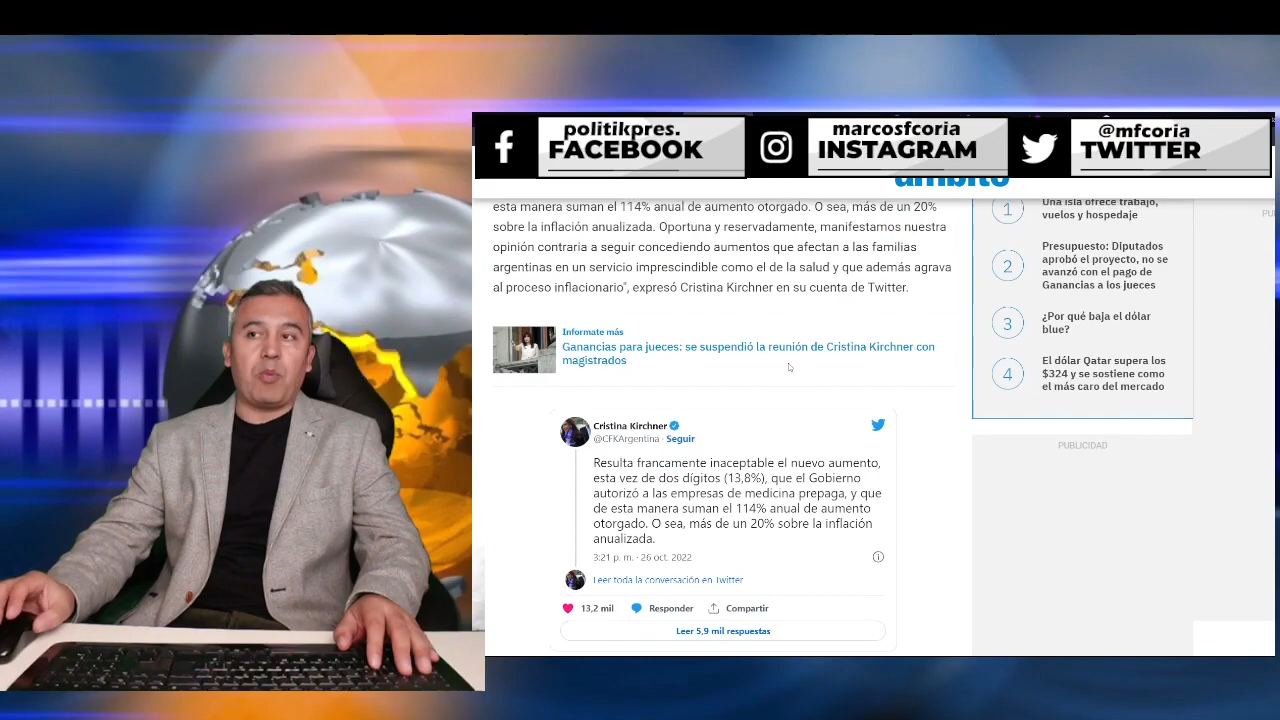 politikpres.
FACEBOOK
marcosfcoria
INSTAGRAM
@mfcoria
TWITTER
ámbito
esta manera suman el 114% anual de aumento otorgado. O sea, más de un 20%
sobre la inflación anualizada. Oportuna y reservadamente, manifestamos nuestra
opinión contraria a seguir concediendo aumentos que afectan a las familias
argentinas en un servicio imprescindible como el de la salud y que además agrava
al proceso inflacionario", expresó Cristina Kirchner en su cuenta de Twitter.
Informate más
Ganancias para jueces: se suspendió la reunión de Cristina Kirchner con
magistrados
Cristina Kirchner
@CFKArgentina · Seguir
Resulta francamente inaceptable el nuevo aumento,
esta vez de dos dígitos (13,8%), que el Gobierno
autorizó a las empresas de medicina prepaga, y que
de esta manera suman el 114% anual de aumento
otorgado. O sea, más de un 20% sobre la inflación
anualizada.
3:21 p. m. · 26 oct. 2022
Leer toda la conversación en Twitter
13,2 mil Responder Compartir
Leer 5,9 mil respuestas
1
Una isla ofrece trabajo,
vuelos y hospedaje
2
Presupuesto: Diputados
aprobó el proyecto, no se
avanzó con el pago de
Ganancias a los jueces
3
¿Por qué baja el dólar
blue?
4
El dólar Qatar supera los
$324 y se sostiene como
el más caro del mercado
PUBLICIDAD